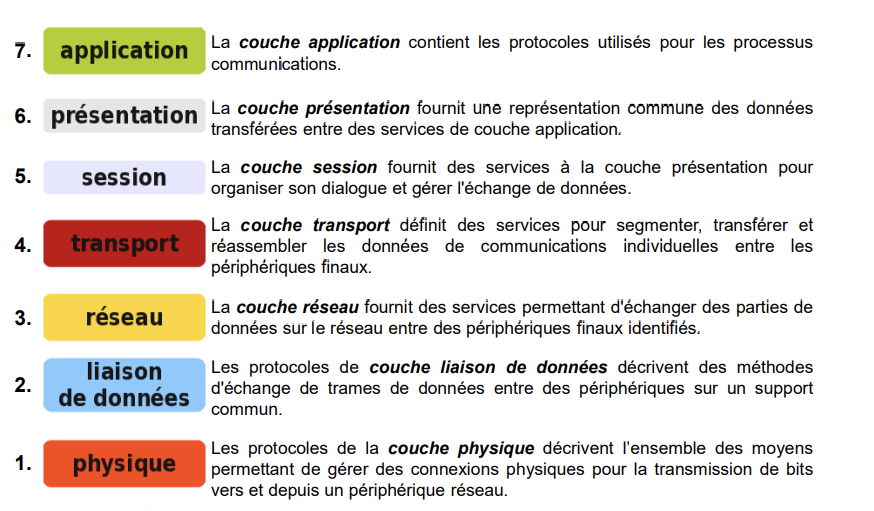 7. application La couche application contient les protocoles utilisés pour les processus
communications.
6. présentation La couche présentation fournit une représentation commune des données
transférées entre des services de couche application.
5. session La couche session fournit des services à la couche présentation pour
organiser son dialogue et gérer l'échange de données.
4. transport La couche transport définit des services pour segmenter, transférer et
réassembler les données de communications individuelles entre les
périphériques finaux.
3. réseau La couche réseau fournit des services permettant d'échanger des parties de
données sur le réseau entre des périphériques finaux identifiés.
2. liaison de données Les protocoles de couche liaison de données décrivent des méthodes
d'échange de trames de données entre des périphériques sur un support
commun.
1. physique Les protocoles de la couche physique décrivent l’ensemble des moyens
permettant de gérer des connexions physiques pour la transmission de bits
vers et depuis un périphérique réseau.